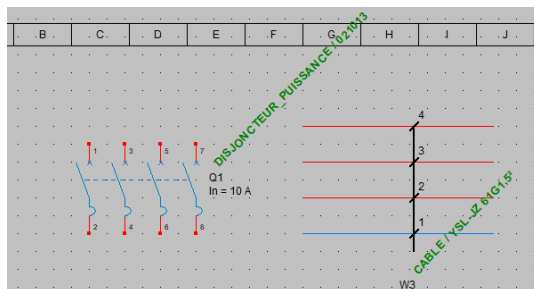 B C D E F G H I J
DISJONCTEUR_PUISSANCE / 021013
4
1 3 5 7
3
Q1
In = 10 A
2
2 4 6 8
1
CABLE / YSL-JZ 61G1,5²
W3